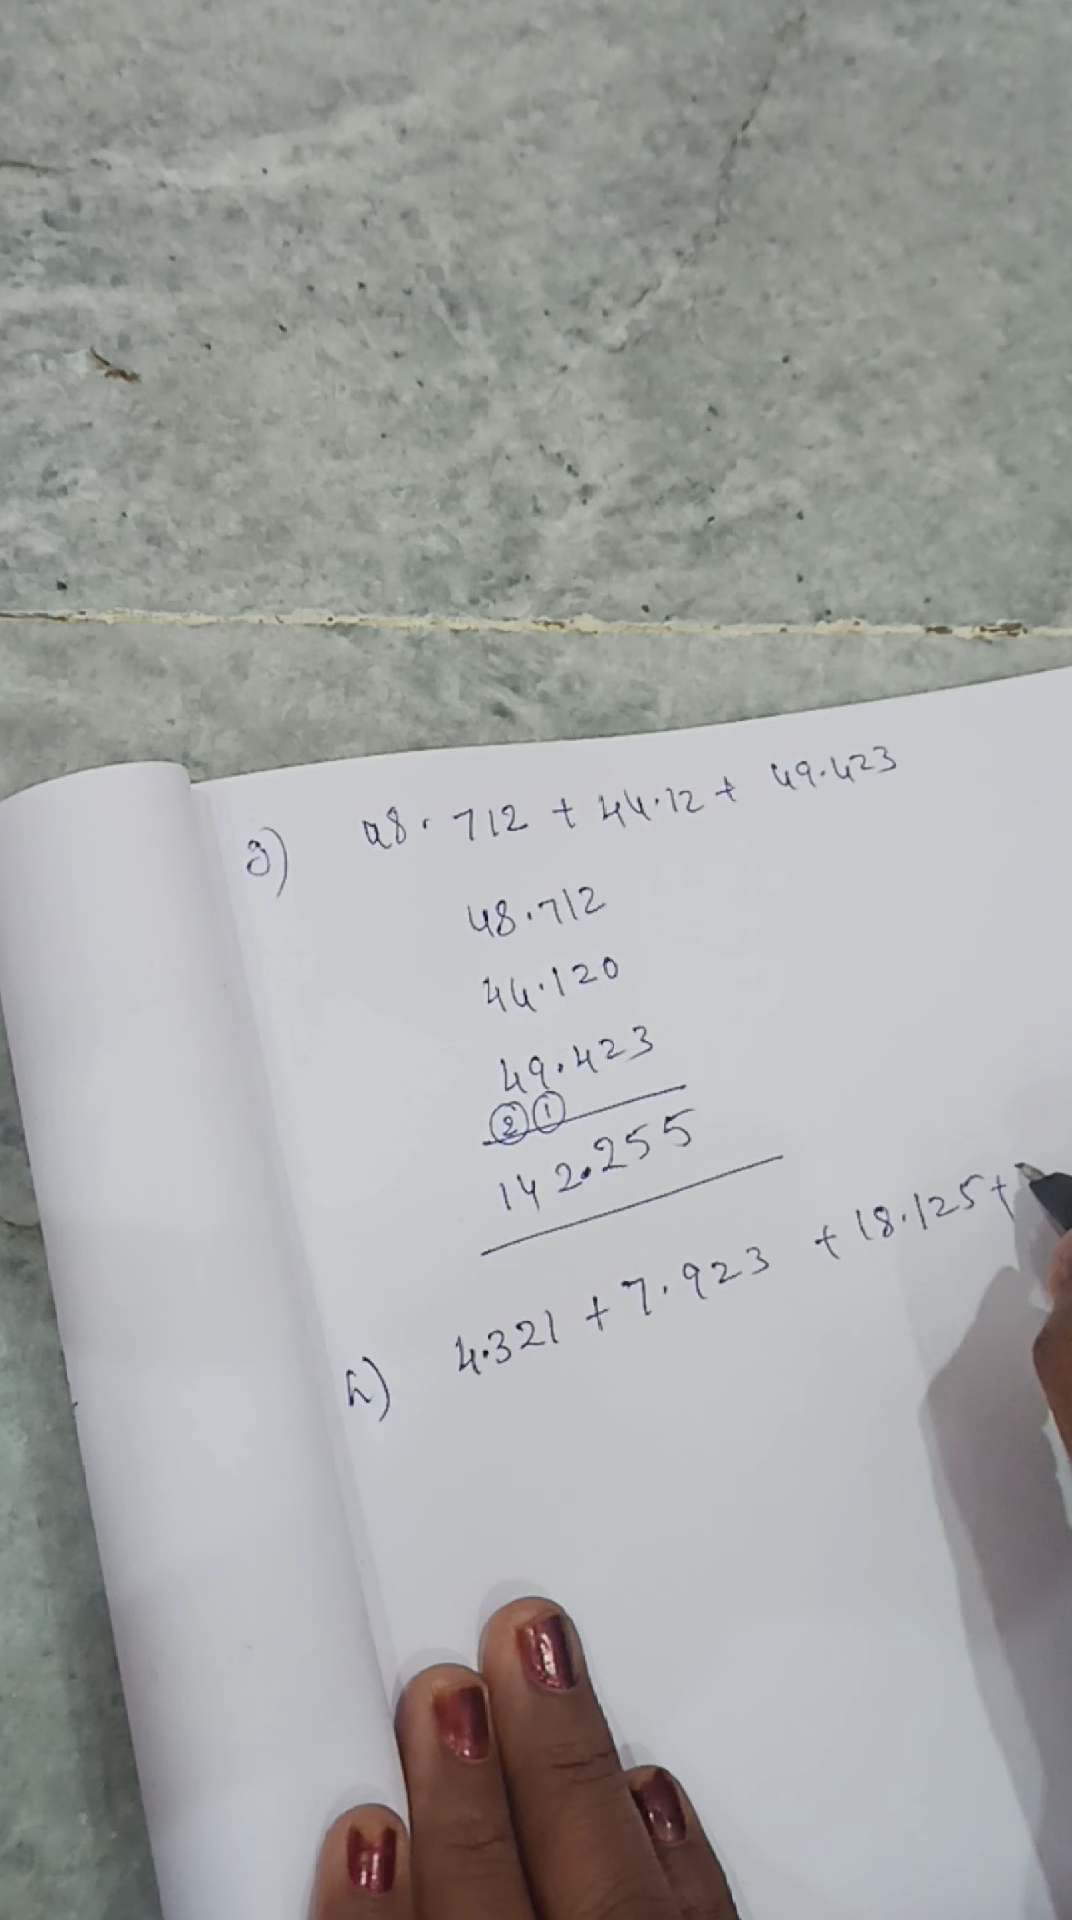 g) 48.712 + 44.12 + 49.423
48.712
44.120
49.423
② ①
142.255
h) 4.321 + 7.923 + 18.125 +